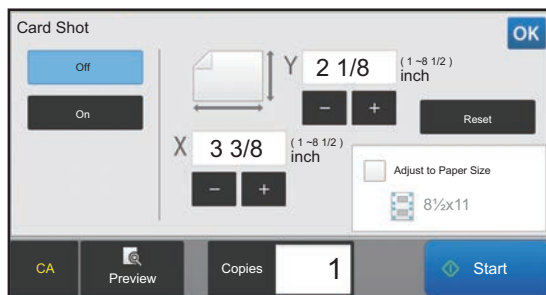 Card Shot
OK
Off
On
Y 2 1/8 ( 1 ~8 1/2 )
inch
– +
Reset
X 3 3/8 ( 1 ~8 1/2 )
inch
– +
Adjust to Paper Size
8½x11
CA
Preview
Copies
1
Start